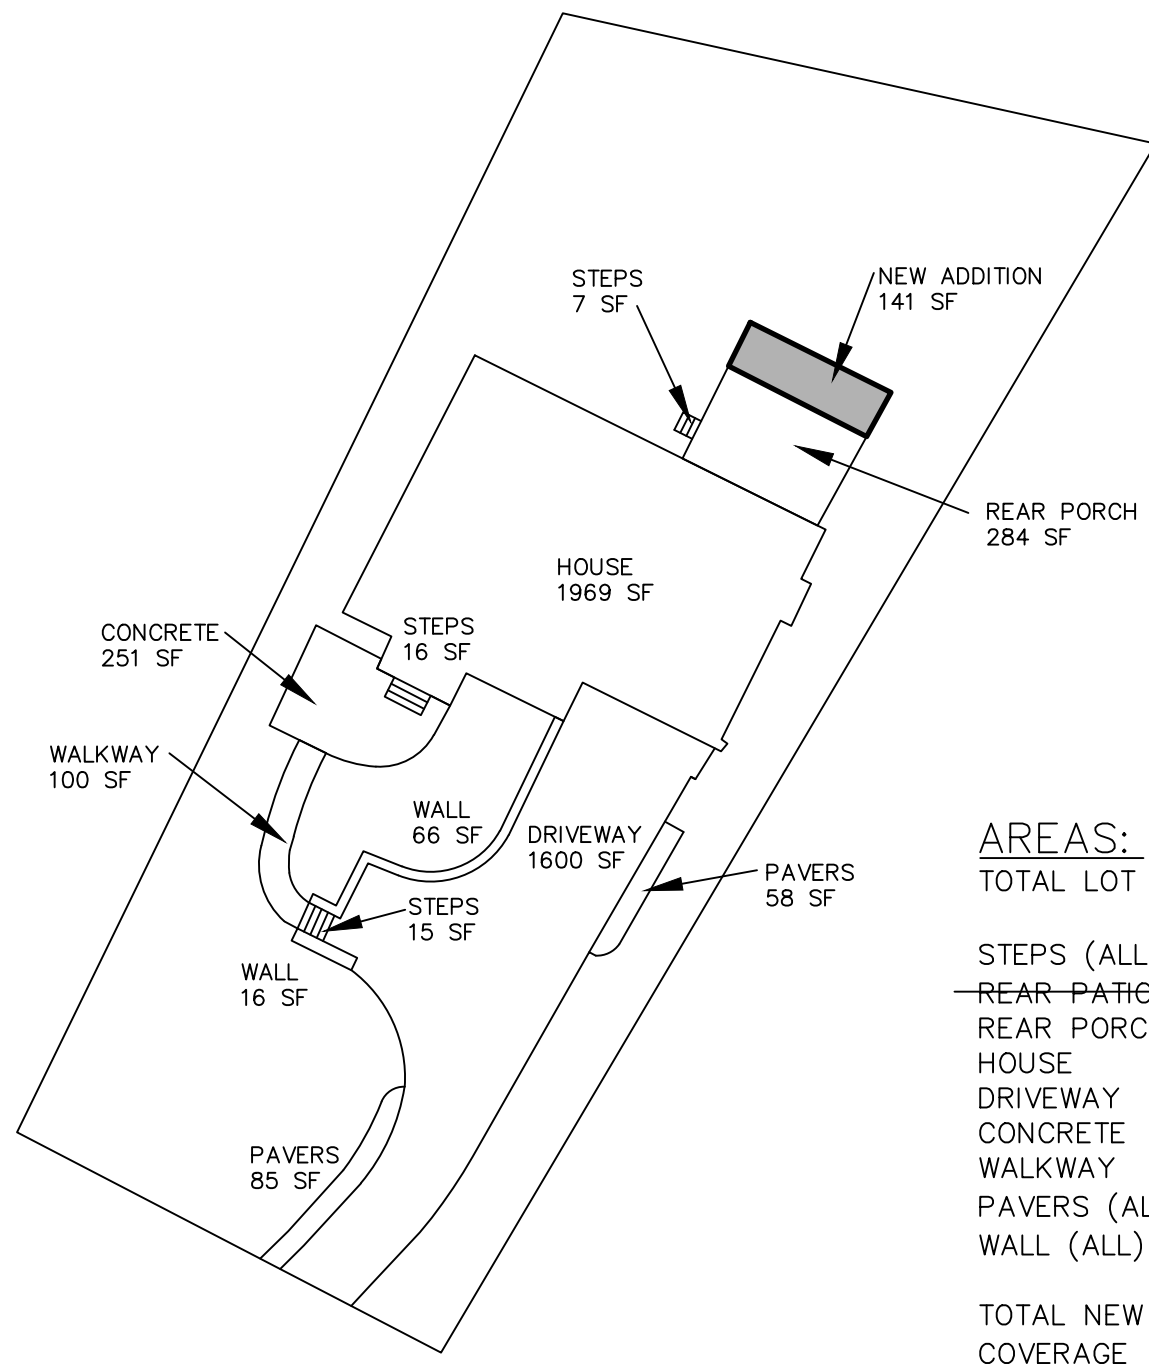 STEPS
7 SF
NEW ADDITION
141 SF
REAR PORCH
284 SF
HOUSE
1969 SF
CONCRETE
251 SF
STEPS
16 SF
WALKWAY
100 SF
WALL
66 SF
DRIVEWAY
1600 SF
PAVERS
58 SF
STEPS
15 SF
WALL
16 SF
PAVERS
85 SF
AREAS:
TOTAL LOT
STEPS (ALL
REAR PATIO
REAR PORC
HOUSE
DRIVEWAY
CONCRETE
WALKWAY
PAVERS (AL
WALL (ALL)
TOTAL NEW
COVERAGE